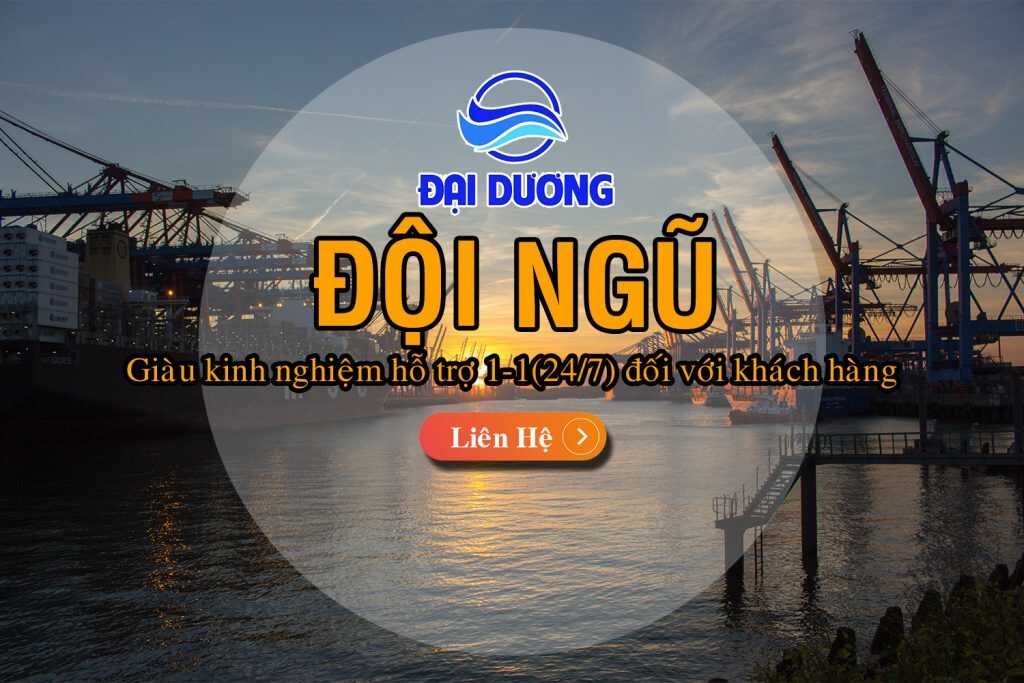 ĐẠI DƯƠNG
ĐỘI NGŨ
Giàu kinh nghiệm hỗ trợ 1-1(24/7) đối với khách hàng
Liên Hệ